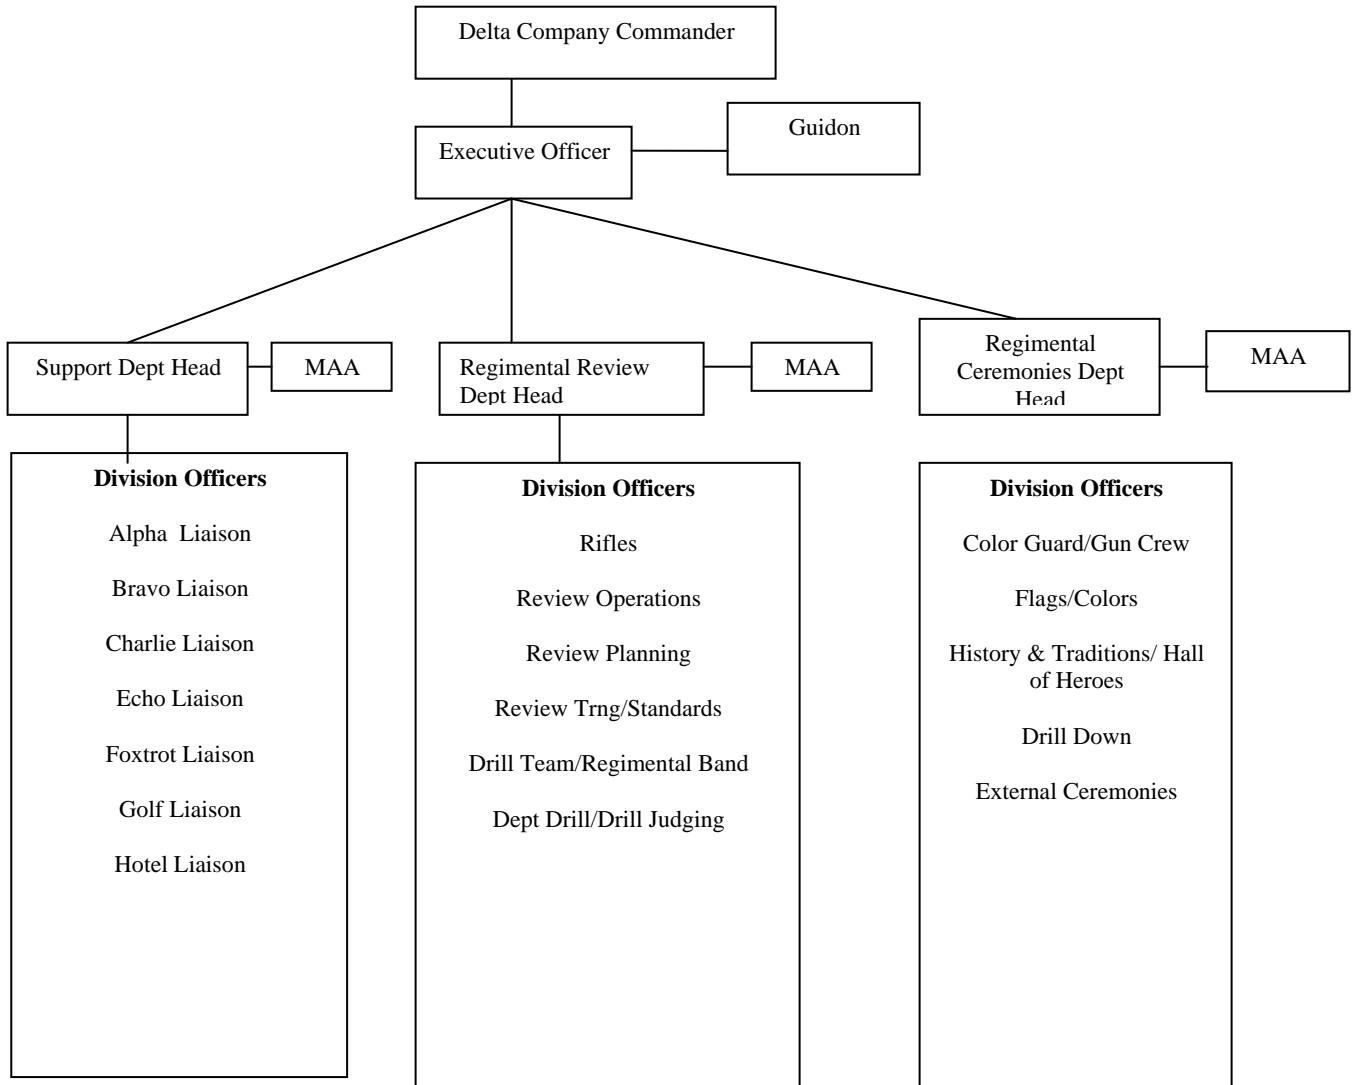 Delta Company Commander
Guidon
Executive Officer
Support Dept Head
MAA
Regimental Review
Dept Head
MAA
Regimental
Ceremonies Dept
Head
MAA
Division Officers
Alpha Liaison
Bravo Liaison
Charlie Liaison
Echo Liaison
Foxtrot Liaison
Golf Liaison
Hotel Liaison
Division Officers
Rifles
Review Operations
Review Planning
Review Trng/Standards
Drill Team/Regimental Band
Dept Drill/Drill Judging
Division Officers
Color Guard/Gun Crew
Flags/Colors
History & Traditions/ Hall
of Heroes
Drill Down
External Ceremonies